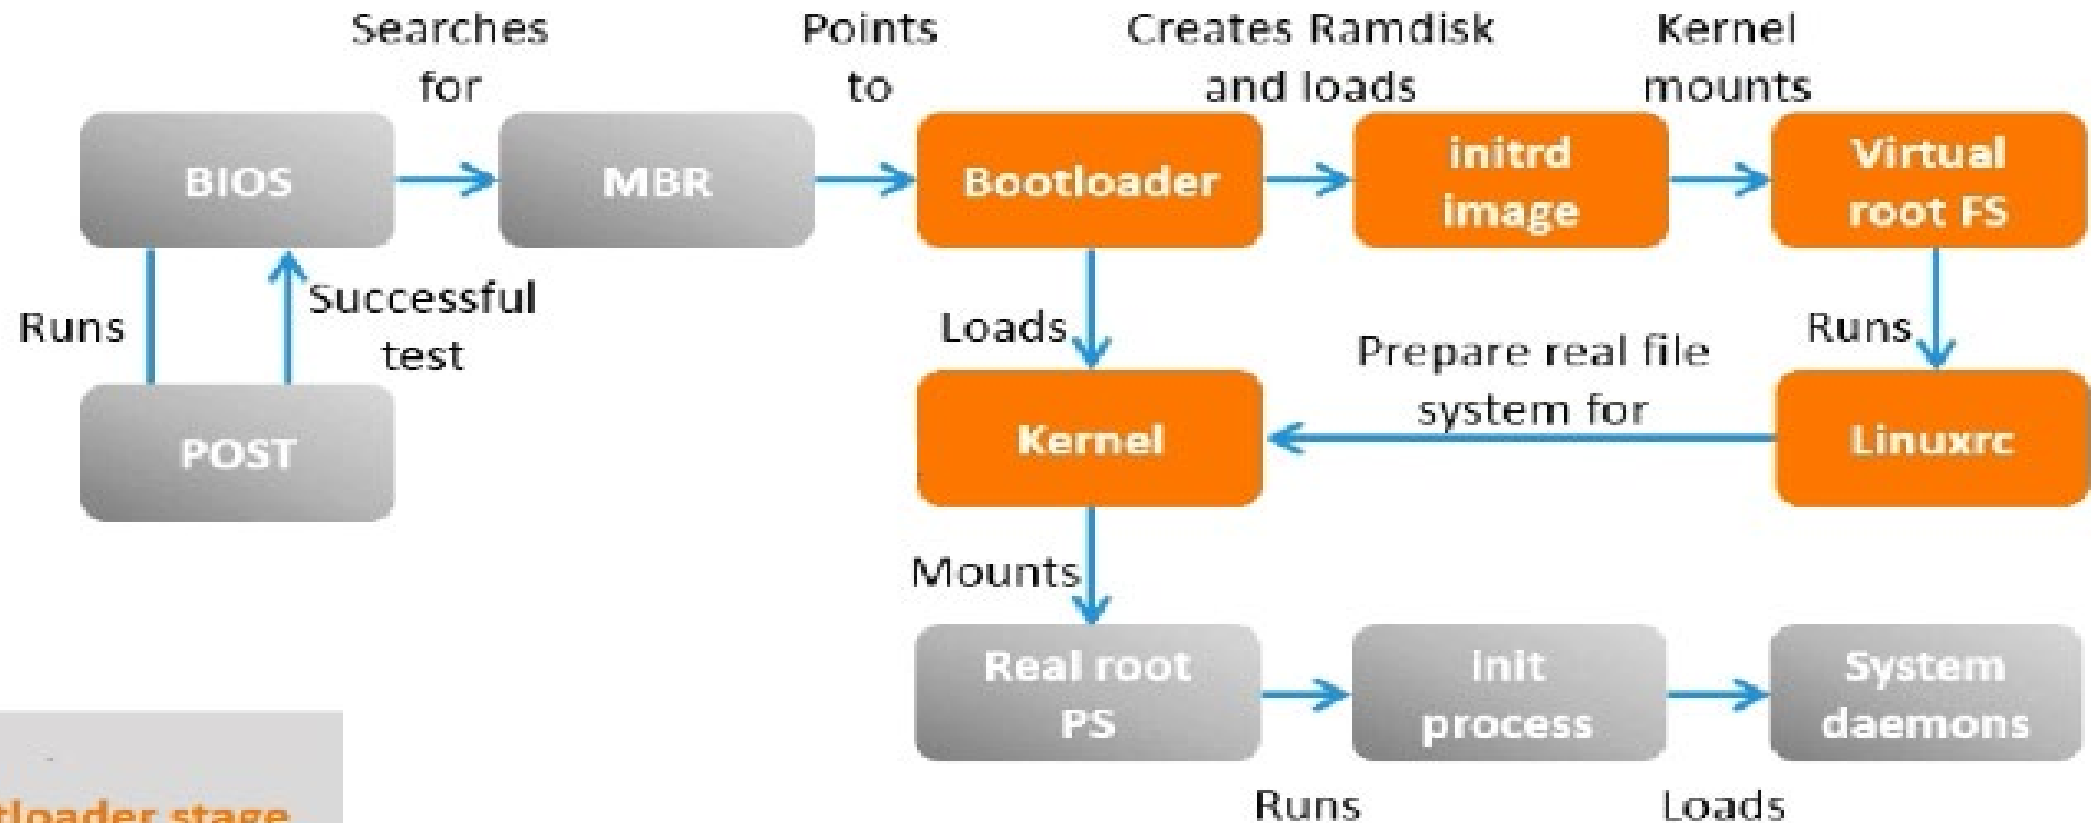 Searches
for
Points
to
Creates Ramdisk
and loads
Kernel
mounts
BIOS
MBR
Bootloader
initrd
image
Virtual
root FS
Runs
Successful
test
Loads
Prepare real file
system for
Runs
POST
Kernel
Linuxrc
Mounts
Real root
PS
Init
process
System
daemons
Runs
Loads
tloader stage